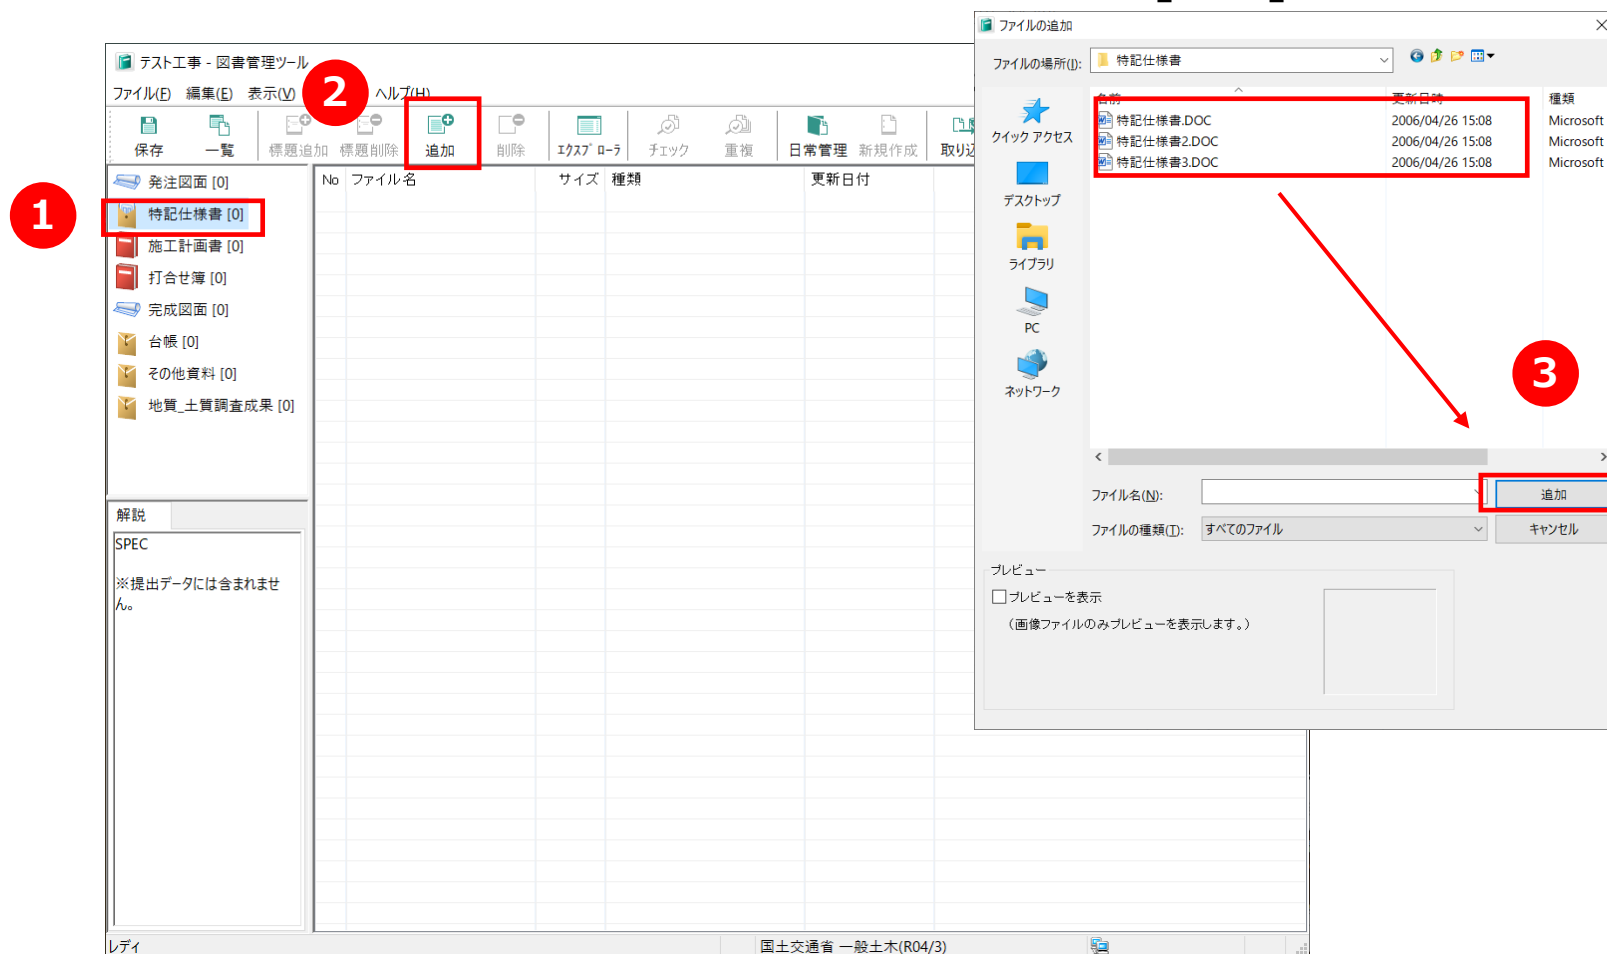 テスト工事 - 図書管理ツール
ファイル(F) 編集(E) 表示(V) ヘルプ(H)
2
保存 一覧 標題追加 標題削除 追加 削除 エクスプローラ チェック 重複 日常管理 新規作成 取り込
1
発注図面 [0]
特記仕様書 [0]
施工計画書 [0]
打合せ簿 [0]
完成図面 [0]
台帳 [0]
その他資料 [0]
地質_土質調査成果 [0]
No ファイル名 サイズ 種類 更新日付
解説
SPEC
※提出データには含まれませ
ん。
レディ 国土交通省 一般土木(R04/3)
ファイルの追加
ファイルの場所(I): 特記仕様書
クイック アクセス
デスクトップ
ライブラリ
PC
ネットワーク
名前 更新日時 種類
特記仕様書.DOC 2006/04/26 15:08 Microsoft
特記仕様書2.DOC 2006/04/26 15:08 Microsoft
特記仕様書3.DOC 2006/04/26 15:08 Microsoft
3
ファイル名(N): 追加
ファイルの種類(T): すべてのファイル キャンセル
プレビュー
プレビューを表示
(画像ファイルのみプレビューを表示します。)